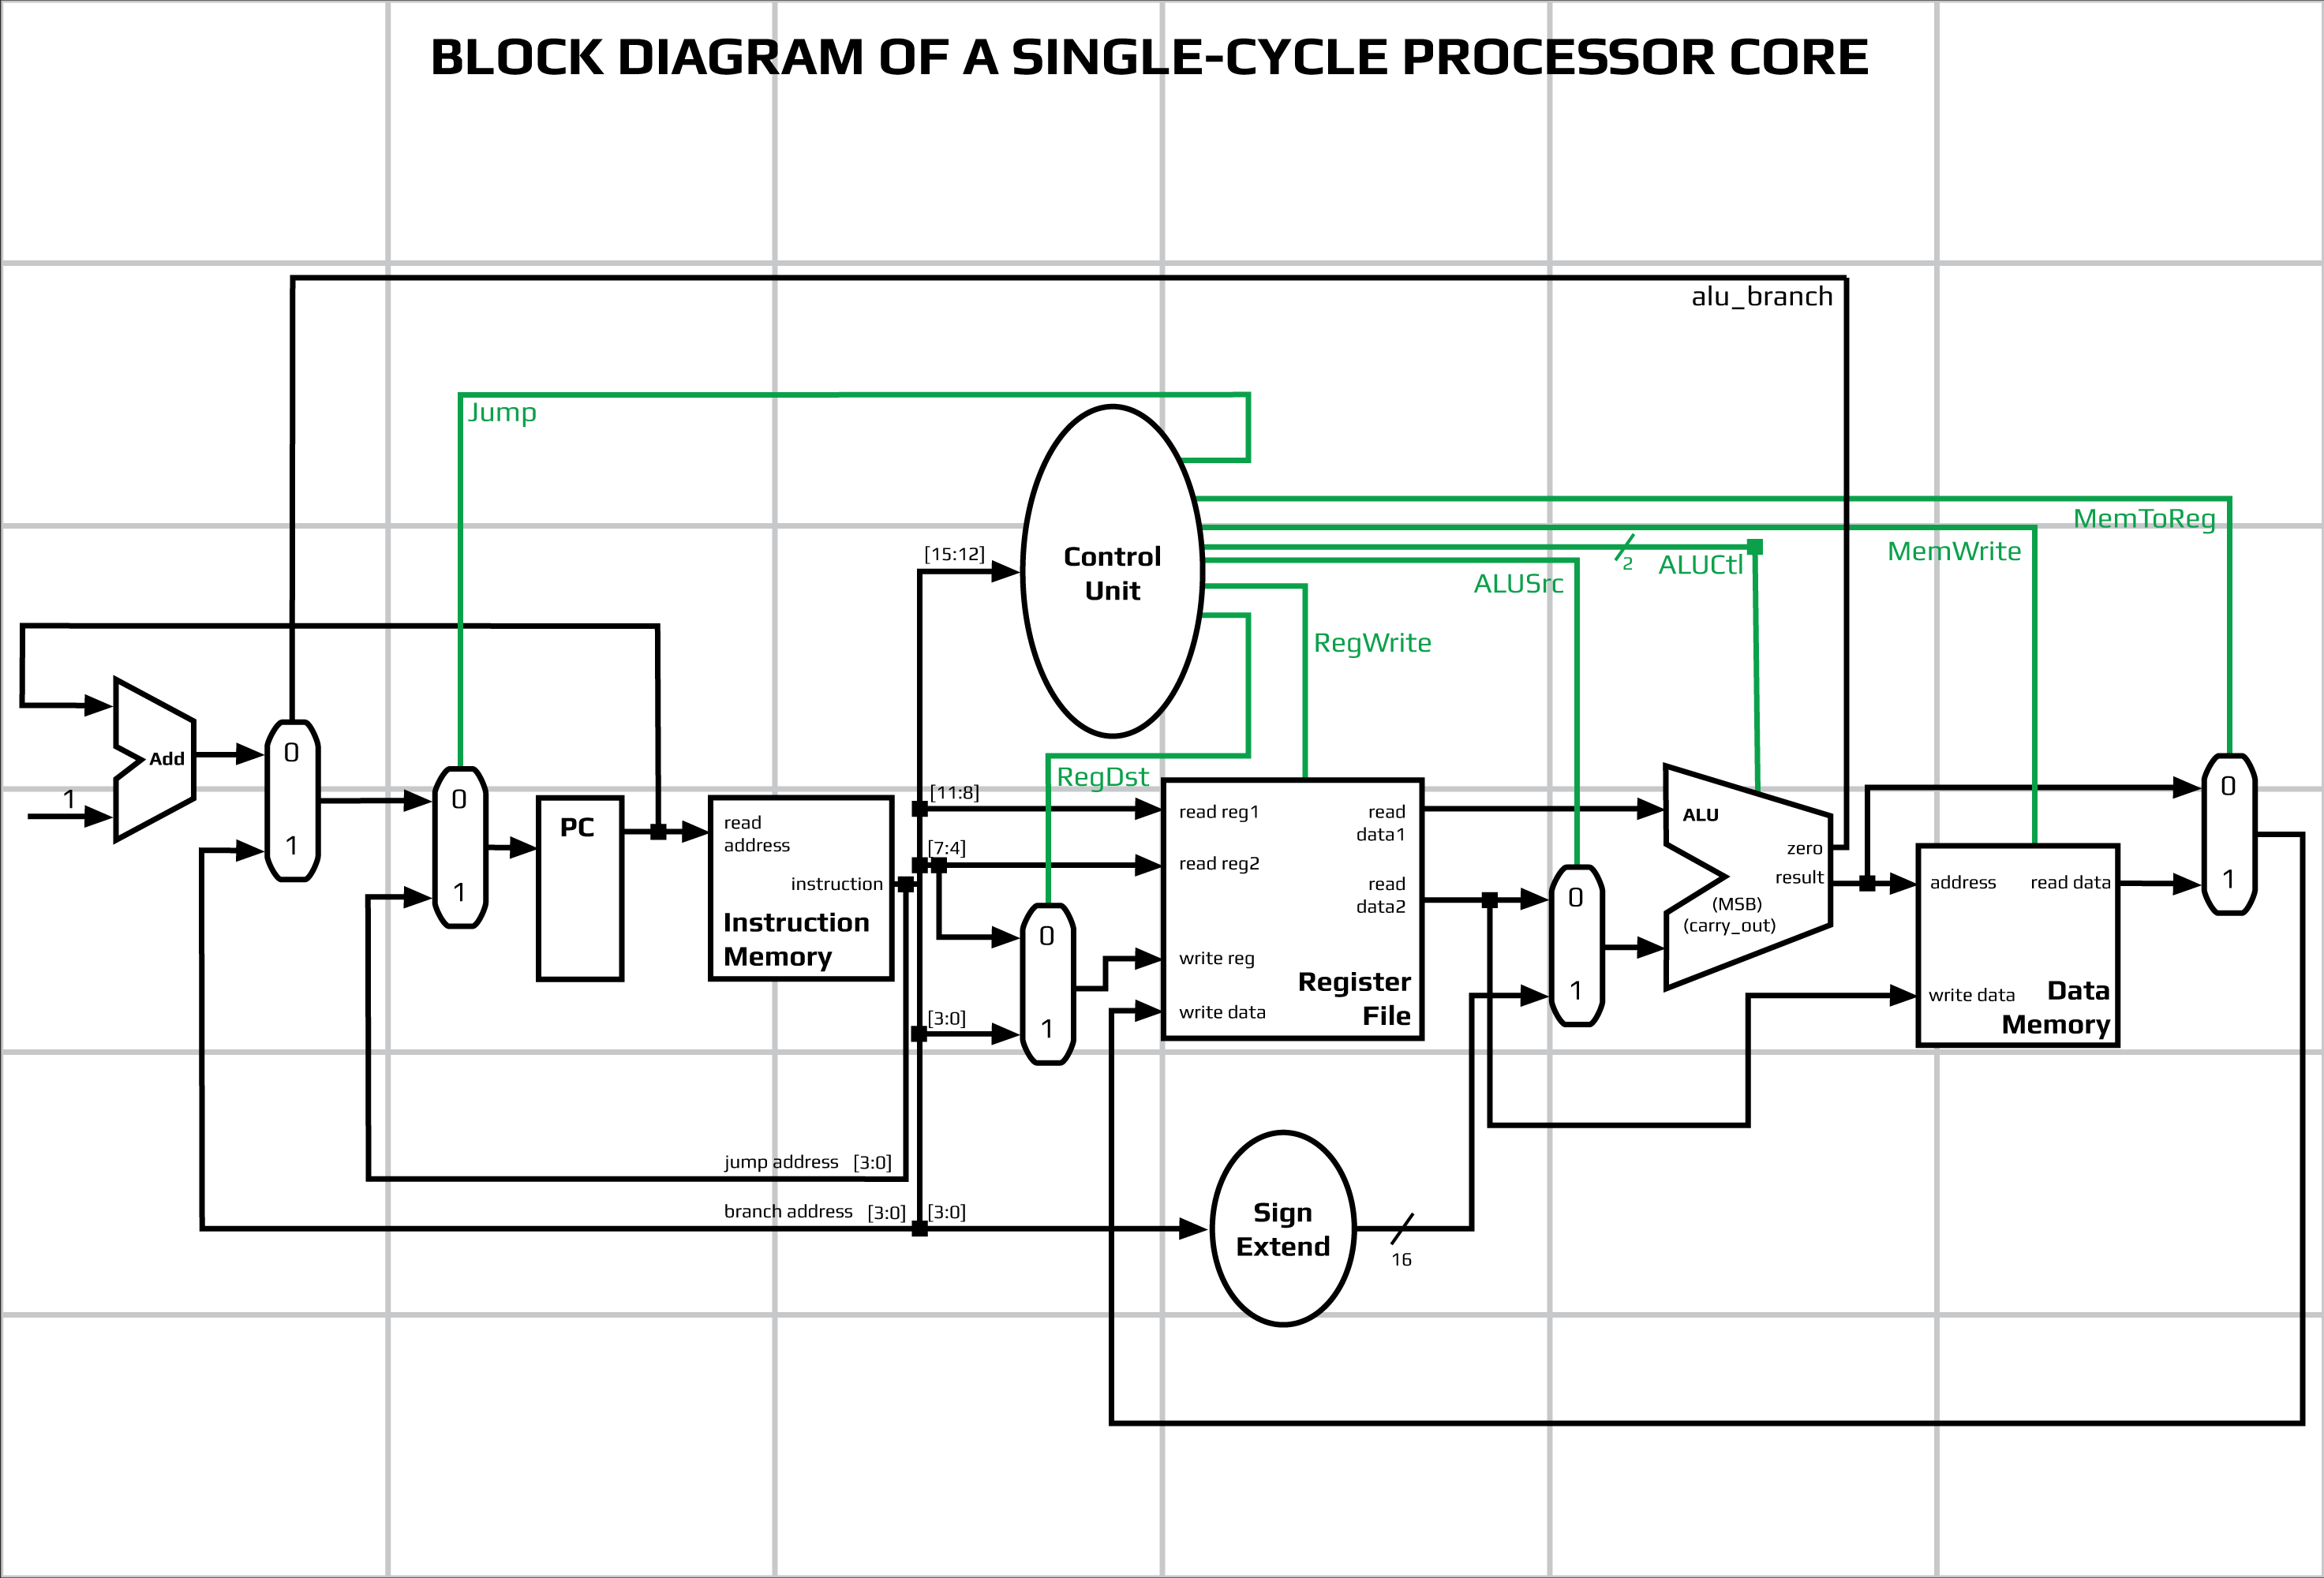 BLOCK DIAGRAM OF A SINGLE-CYCLE PROCESSOR CORE
alu_branch
Jump
MemToReg
[15:12]
Control
Unit
2
ALUCtl
MemWrite
ALUSrc
RegWrite
RegDst
Add
1
0
1
0
1
PC
read
address
instruction
Instruction
Memory
[11:8]
[7:4]
[3:0]
0
1
read reg1
read reg2
write reg
write data
read
data1
read
data2
Register
File
0
1
ALU
zero
result
(MSB)
(carry_out)
address
read data
write data
Data
Memory
0
1
jump address [3:0]
branch address [3:0]
[3:0]
Sign
Extend
16